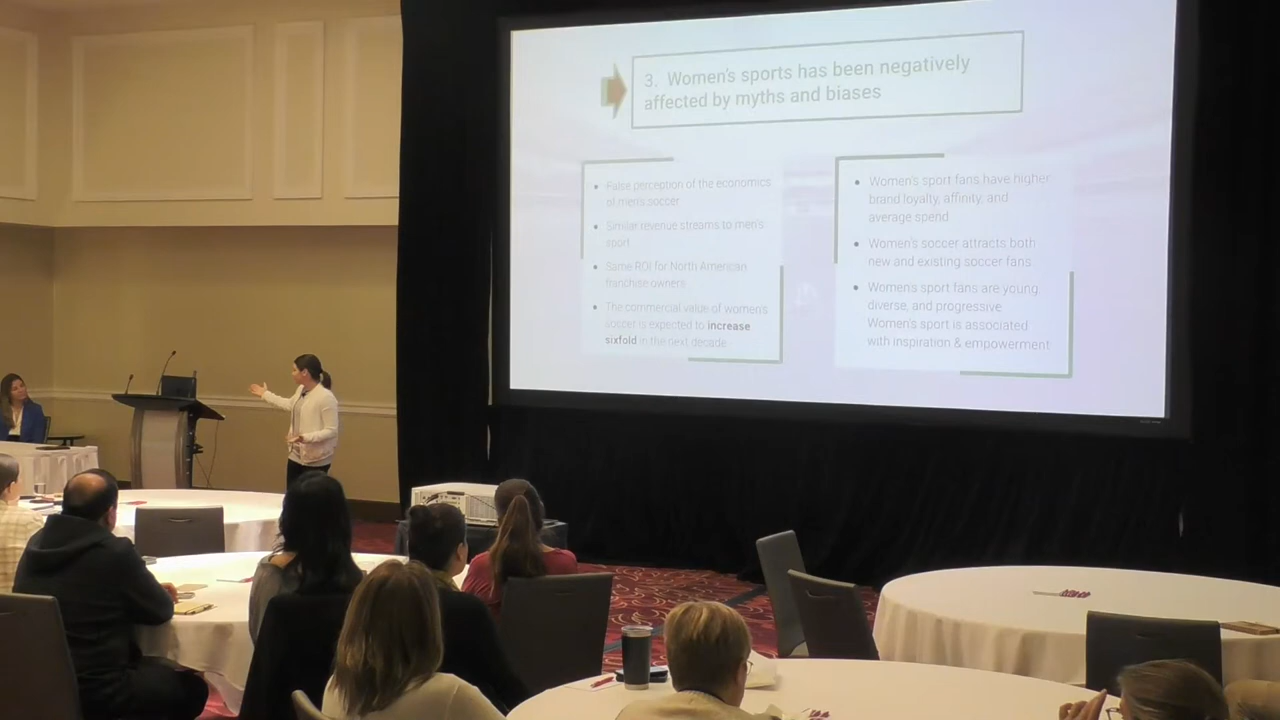 3. Women's sports has been negatively
affected by myths and biases
False perception of the economics
of men's soccer
Similar revenue streams to men's
sport
Same ROI for North American
franchise owners
The commercial value of women's
soccer is expected to increase
sixfold in the next decade
Women's sport fans have higher
brand loyalty, affinity, and
average spend
Women's soccer attracts both
new and existing soccer fans
Women's sport fans are young,
diverse, and progressive
Women's sport is associated
with inspiration & empowerment